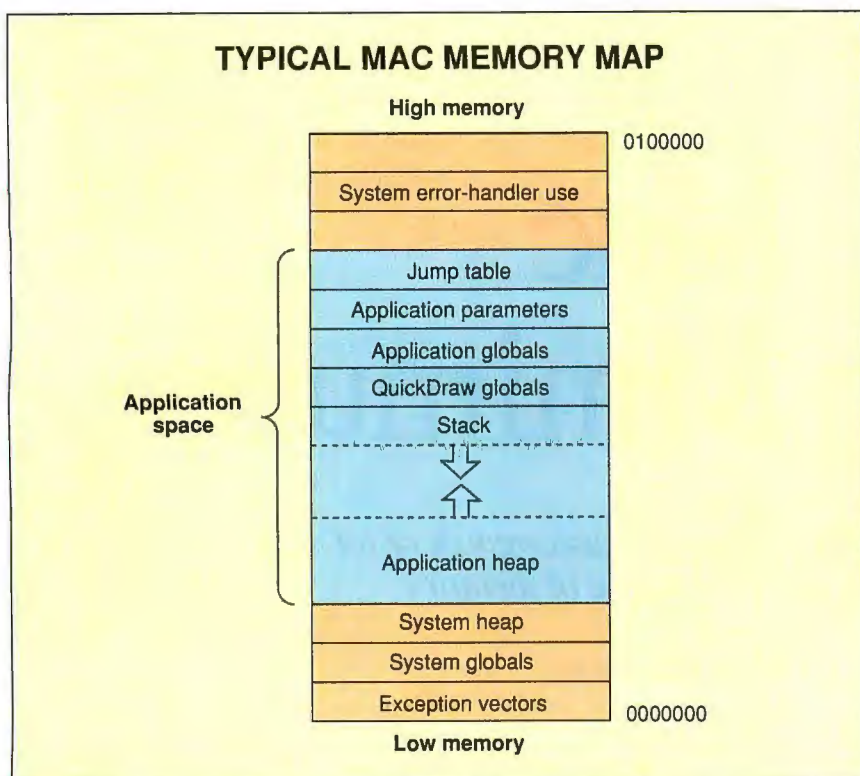 TYPICAL MAC MEMORY MAP
High memory
0100000
System error-handler use
Jump table
Application parameters
Application globals
QuickDraw globals
Stack
Application
space
Application heap
System heap
System globals
Exception vectors
0000000
Low memory